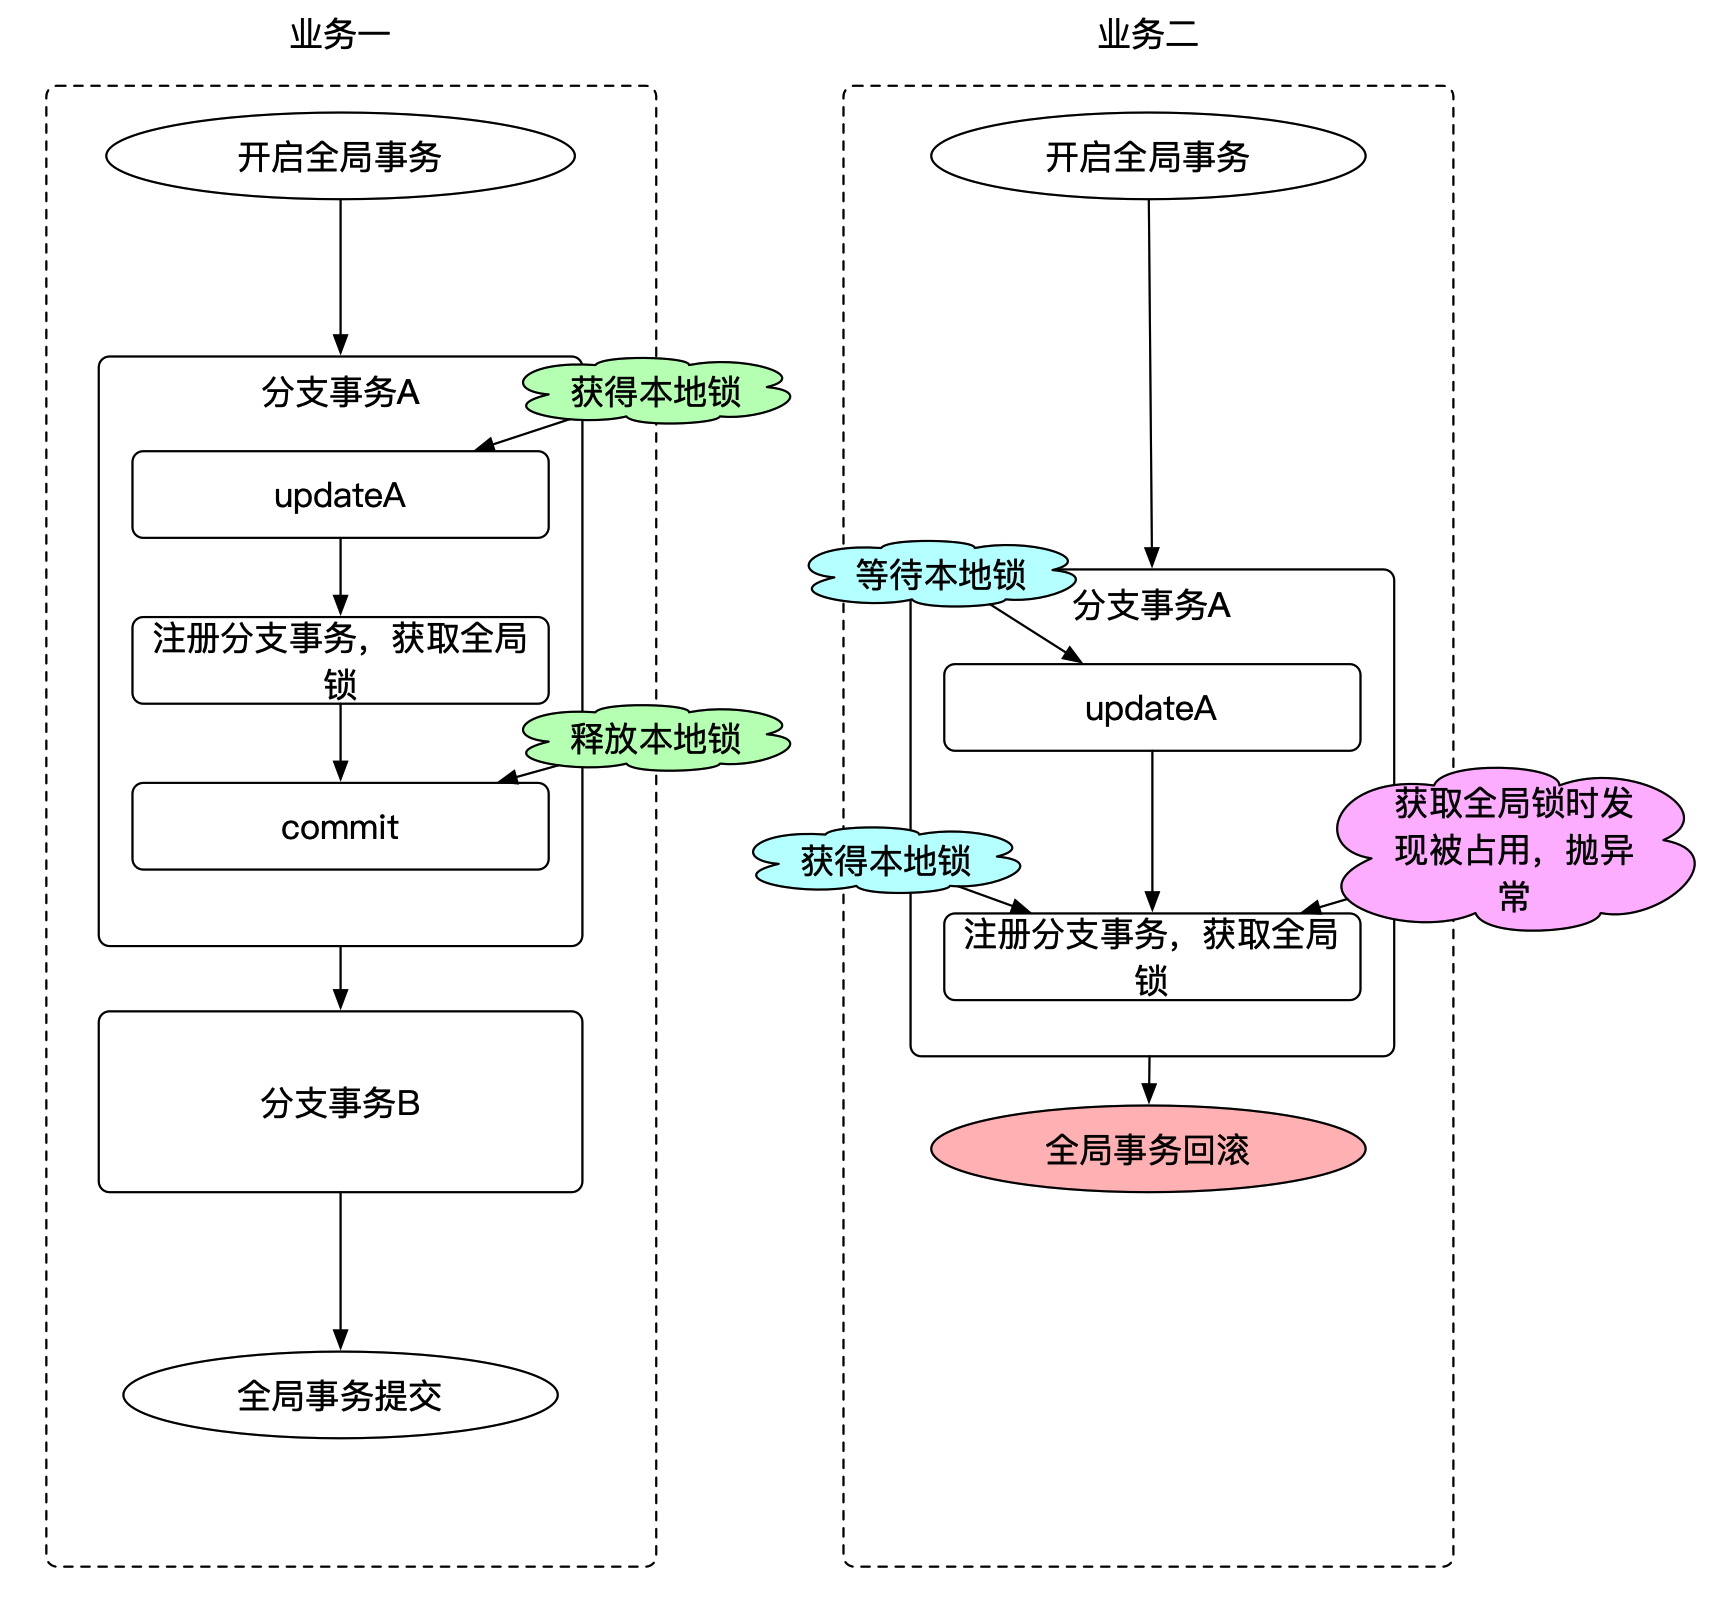 业务一
开启全局事务
分支事务A
获得本地锁
updateA
注册分支事务，获取全局
锁
释放本地锁
commit
分支事务B
全局事务提交
业务二
开启全局事务
等待本地锁
分支事务A
updateA
获取全局锁时发
现被占用，抛异
常
获得本地锁
注册分支事务，获取全局
锁
全局事务回滚